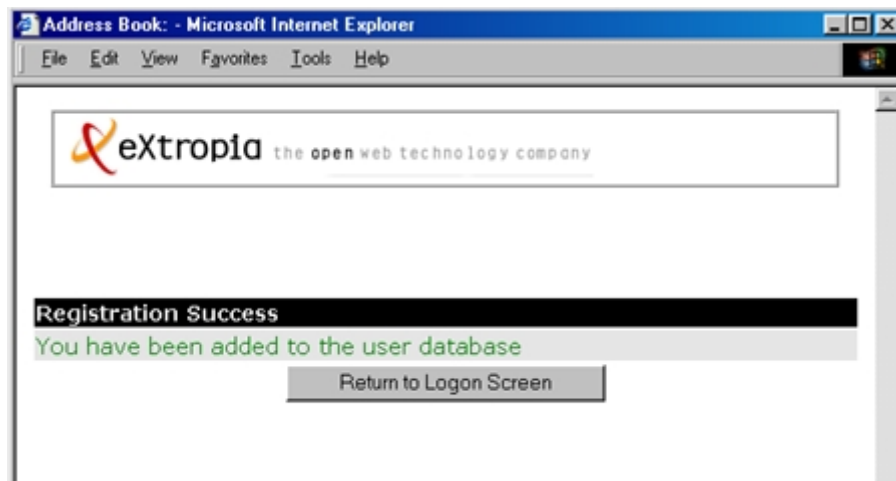 Address Book: - Microsoft Internet Explorer
File Edit View Favorites Tools Help
eXtropia the open web technology company
Registration Success
You have been added to the user database
Return to Logon Screen